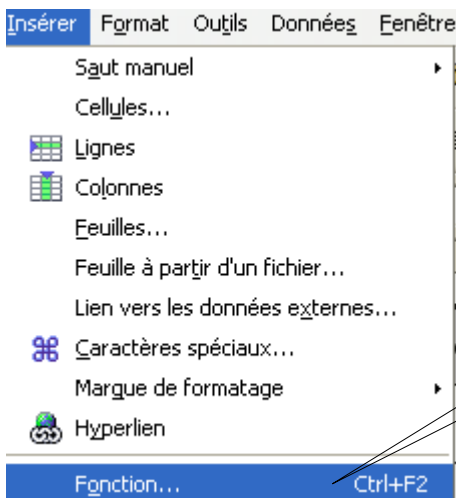 Insérer Format Outils Données Fenêtre
Saut manuel
Cellules...
Lignes
Colonnes
Feuilles...
Feuille à partir d'un fichier...
Lien vers les données externes...
Caractères spéciaux...
Margue de formatage
Hyperlien
Fonction... Ctrl+F2